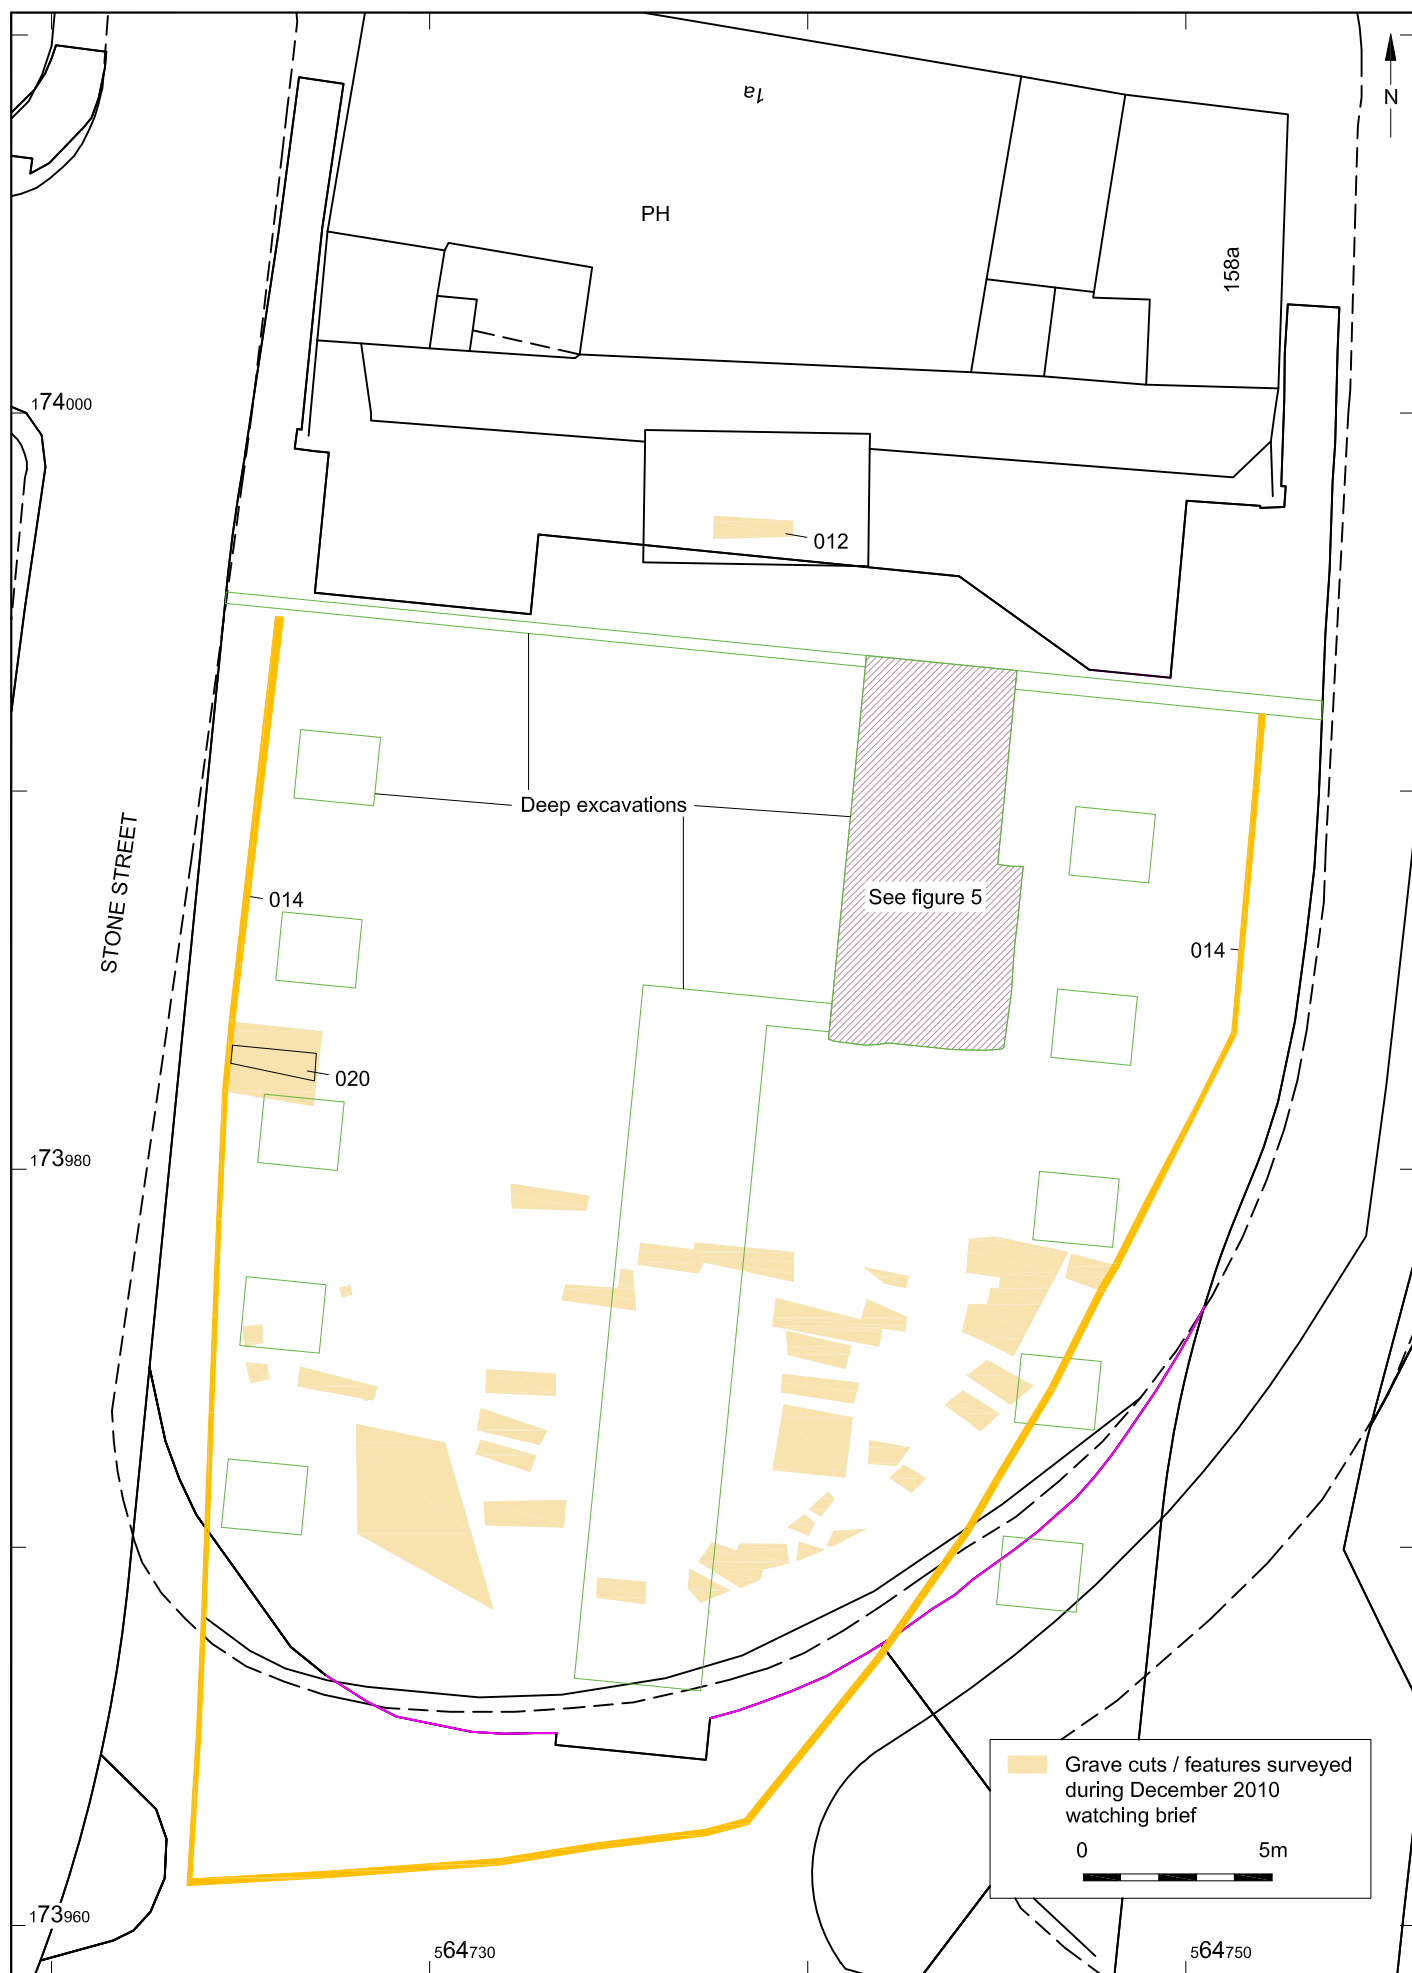 1a
N
PH
158a
174000
012
Deep excavations
STONE STREET
See figure 5
014
014
020
173980
Grave cuts / features surveyed
during December 2010
watching brief
0 5m
173960
564730
564750